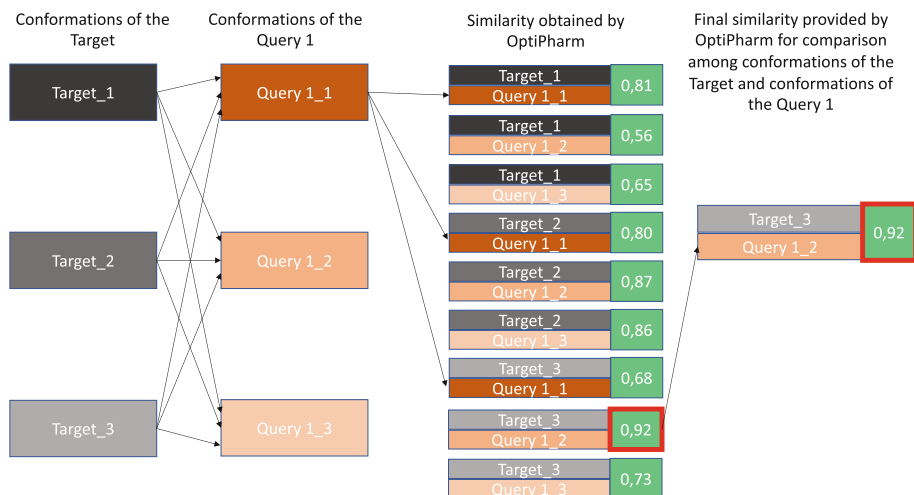 Conformations of the
Target
Conformations of the
Query 1
Similarity obtained by
OptiPharm
Final similarity provided by
OptiPharm for comparison
among conformations of the
Target and conformations of
the Query 1
Target_1
Target_2
Target_3
Query 1_1
Query 1_2
Query 1_3
Target_1
Query 1_1
0,81
Target_1
Query 1_2
0,56
Target_1
Query 1_3
0,65
Target_2
Query 1_1
0,80
Target_2
Query 1_2
0,87
Target_2
Query 1_3
0,86
Target_3
Query 1_1
0,68
Target_3
Query 1_2
0,92
Target_3
Query 1_3
0,73
Target_3
Query 1_2
0,92